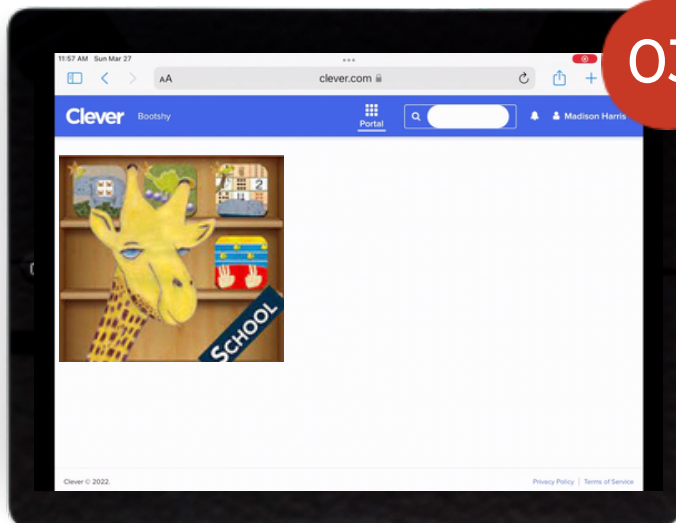 03
11:57 AM Sun Mar 27
AA clever.com
Clever Bootshy Portal Madison Harris
2
SCHOOL
Clever © 2022 Privacy Policy | Terms of Service